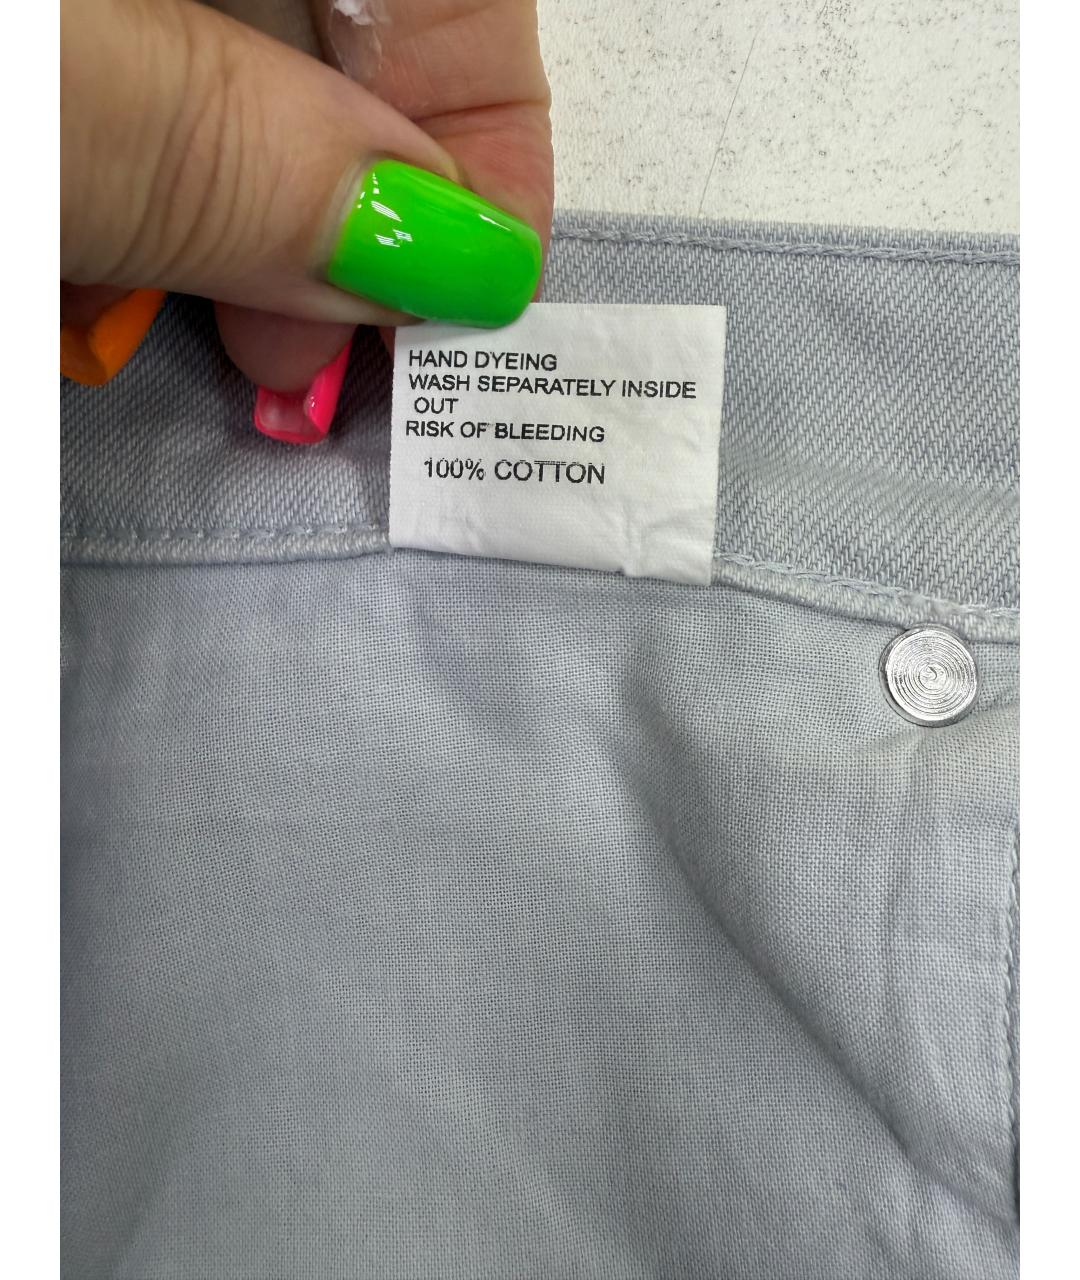 HAND DYEING
WASH SEPARATELY INSIDE
OUT
RISK OF BLEEDING
100% COTTON